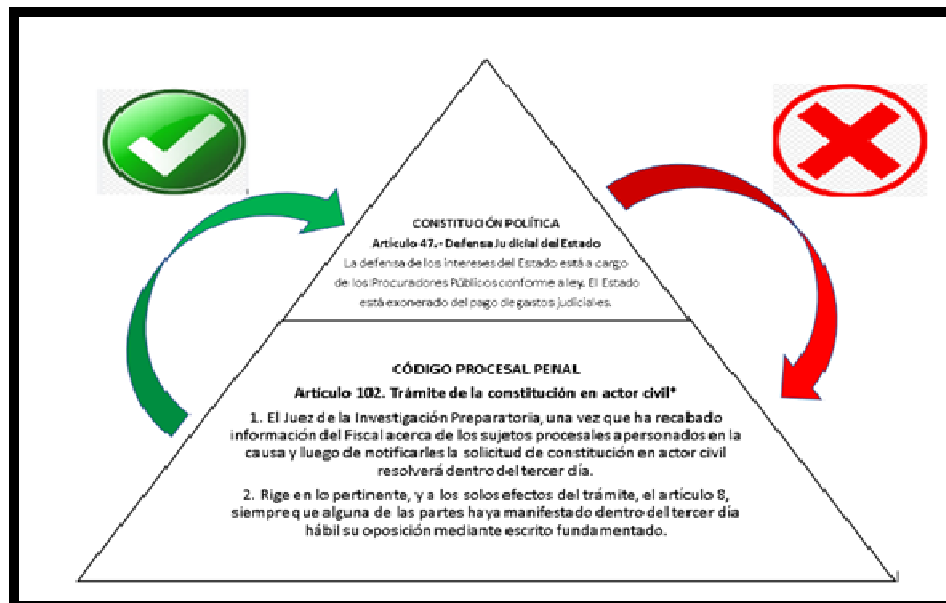 CONSTITUCIÓN POLÍTICA
Artículo 47.- Defensa Judicial del Estado
La defensa de los intereses del Estado está a cargo
de los Procuradores Públicos conforme a ley. El Estado
está exonerado del pago de gastos judiciales.
CÓDIGO PROCESAL PENAL
Artículo 102. Trámite de la constitución en actor civil*
1. El Juez de la Investigación Preparatoria, una vez que ha recabado
información del Fiscal acerca de los sujetos procesales apersonados en la
causa y luego de notificarles la solicitud de constitución en actor civil
resolverá dentro del tercer día.
2. Rige en lo pertinente, y a los solos efectos del trámite, el artículo 8,
siempre que alguna de las partes haya manifestado dentro del tercer día
hábil su oposición mediante escrito fundamentado.